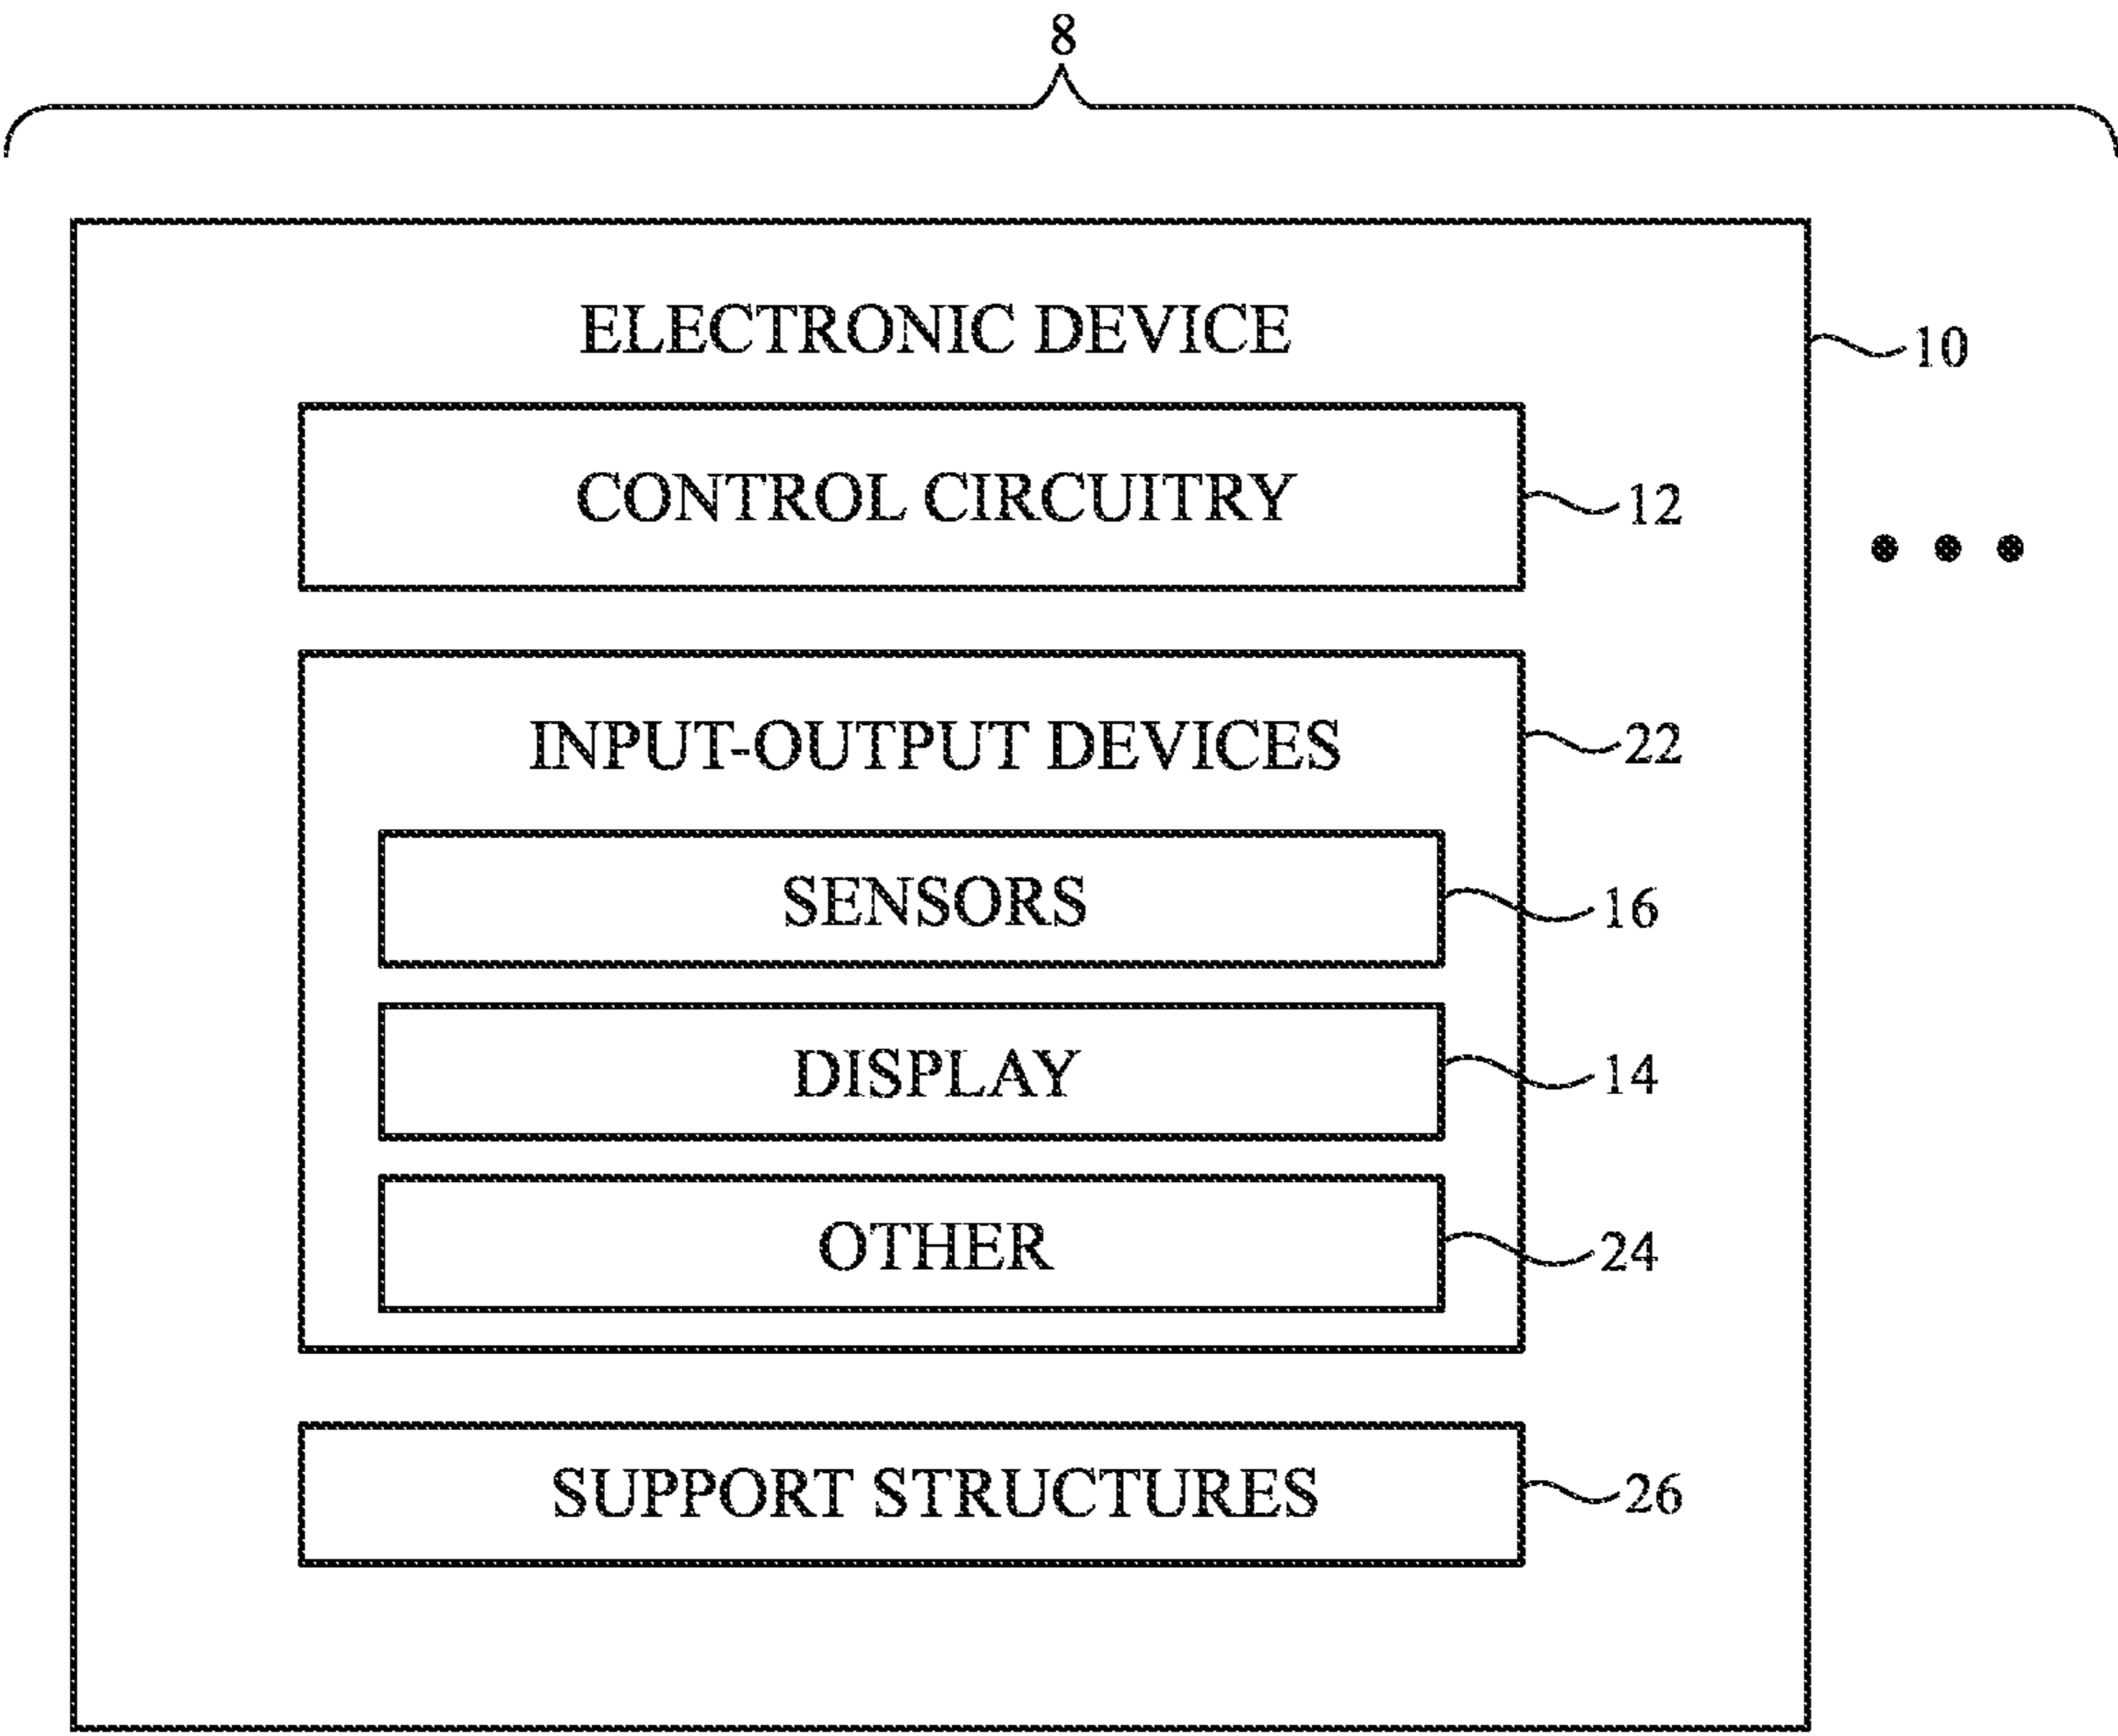 8
ELECTRONIC DEVICE
10
CONTROL CIRCUITRY
12
INPUT-OUTPUT DEVICES
22
SENSORS
16
DISPLAY
14
OTHER
24
SUPPORT STRUCTURES
26